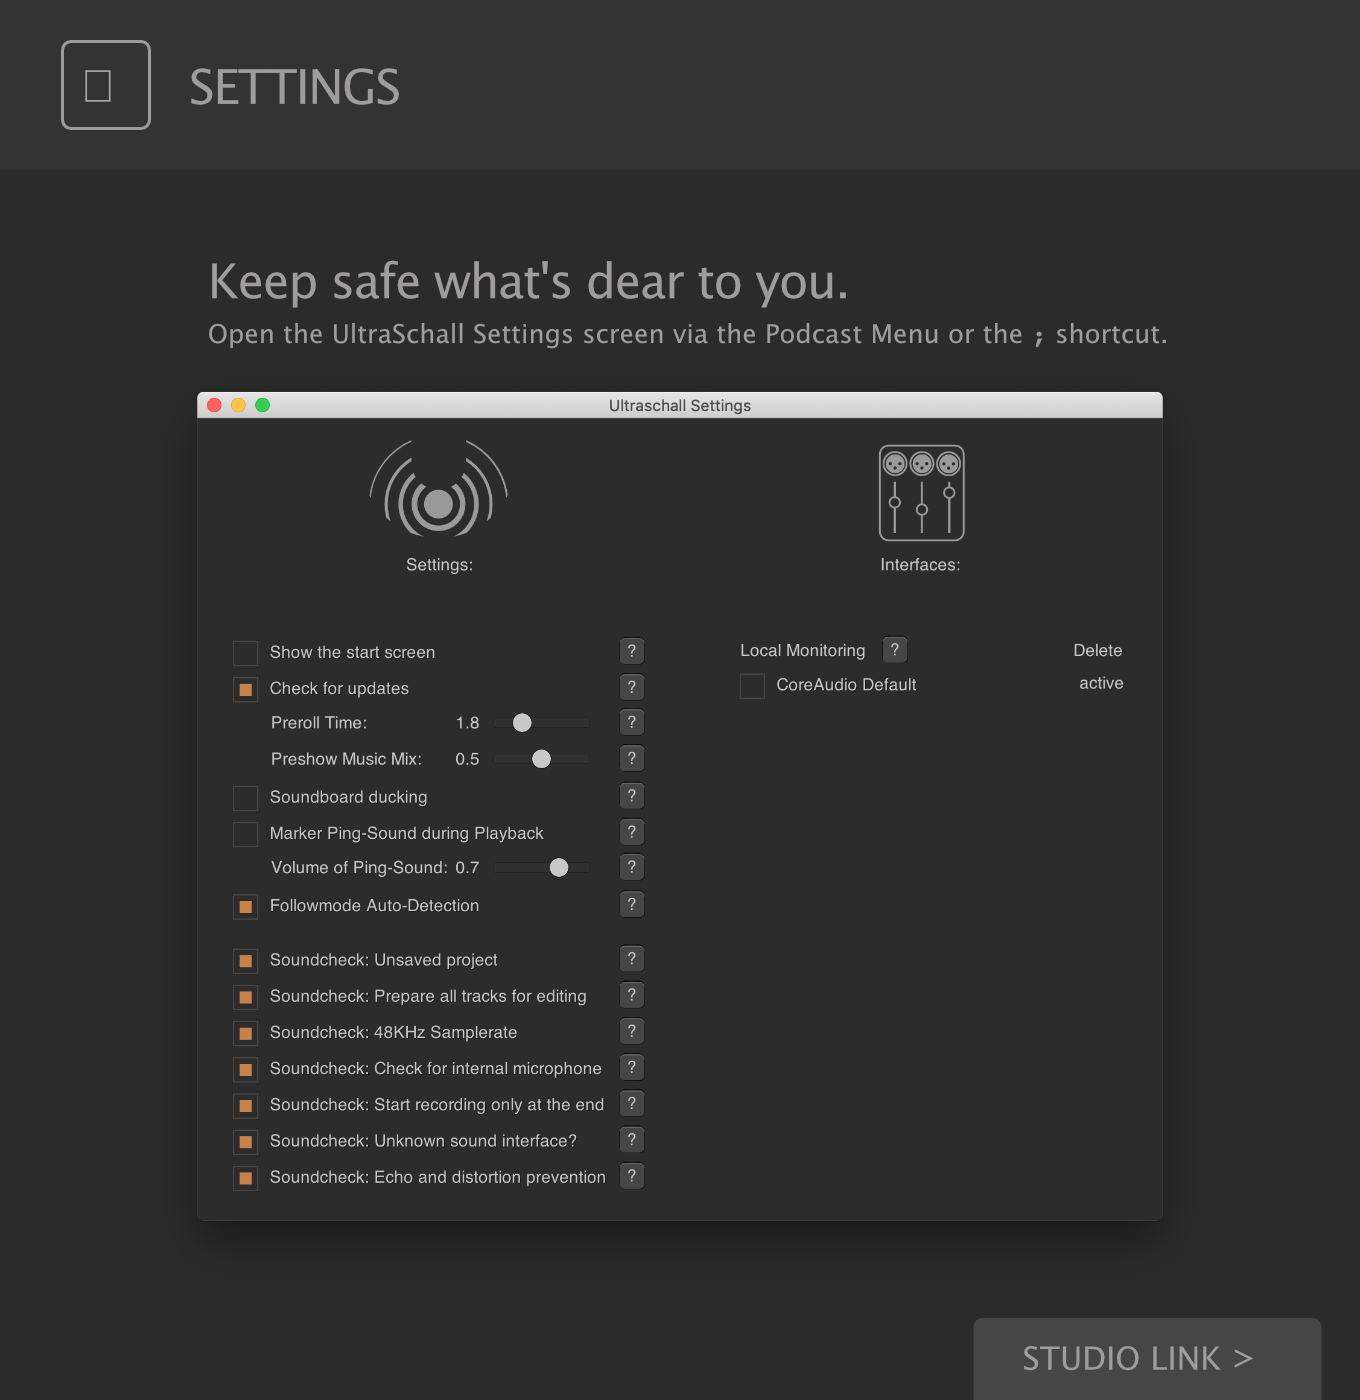 SETTINGS
Keep safe what's dear to you.
Open the UltraSchall Settings screen via the Podcast Menu or the ; shortcut.
Ultraschall Settings
Settings:
Interfaces:
Show the start screen ?
Check for updates ?
Preroll Time: 1.8 ?
Preshow Music Mix: 0.5 ?
Soundboard ducking ?
Marker Ping-Sound during Playback ?
Volume of Ping-Sound: 0.7 ?
Followmode Auto-Detection ?
Soundcheck: Unsaved project ?
Soundcheck: Prepare all tracks for editing ?
Soundcheck: 48KHz Samplerate ?
Soundcheck: Check for internal microphone ?
Soundcheck: Start recording only at the end ?
Soundcheck: Unknown sound interface? ?
Soundcheck: Echo and distortion prevention ?
Local Monitoring ? Delete
CoreAudio Default active
STUDIO LINK >